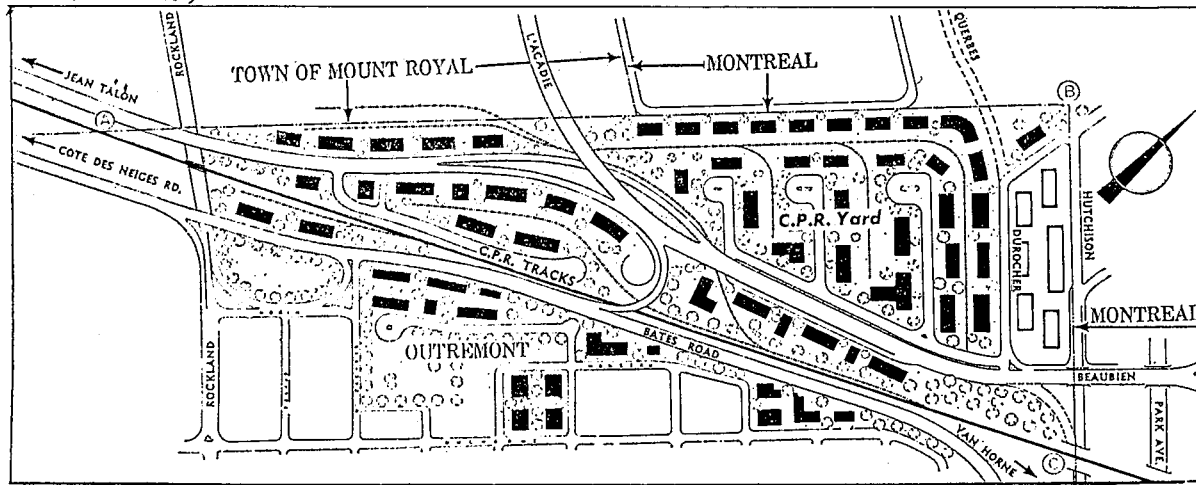 ROCKLAND
JEAN TALON
TOWN OF MOUNT ROYAL
L'ACADIE
MONTREAL
QUERBES
A
B
COTE DES NEIGES RD.
HUTCHISON
C.P.R. Yard
DUROCHER
C.P.R. TRACKS
MONTREAL
OUTREMONT
BATES ROAD
ROCKLAND
BEAUBIEN
PARK AVE.
VAN HORNE
C